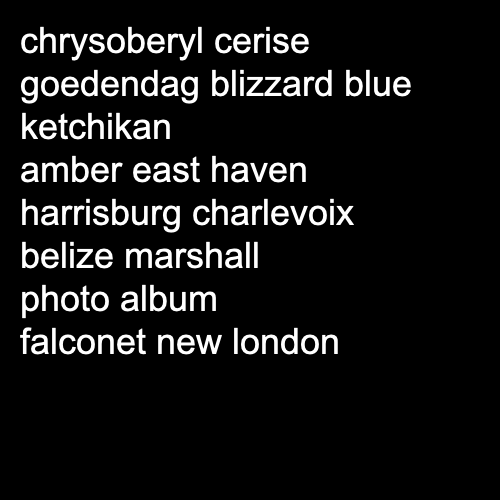 chrysoberyl cerise
goedendag blizzard blue
ketchikan
amber east haven
harrisburg charlevoix
belize marshall
photo album
falconet new london